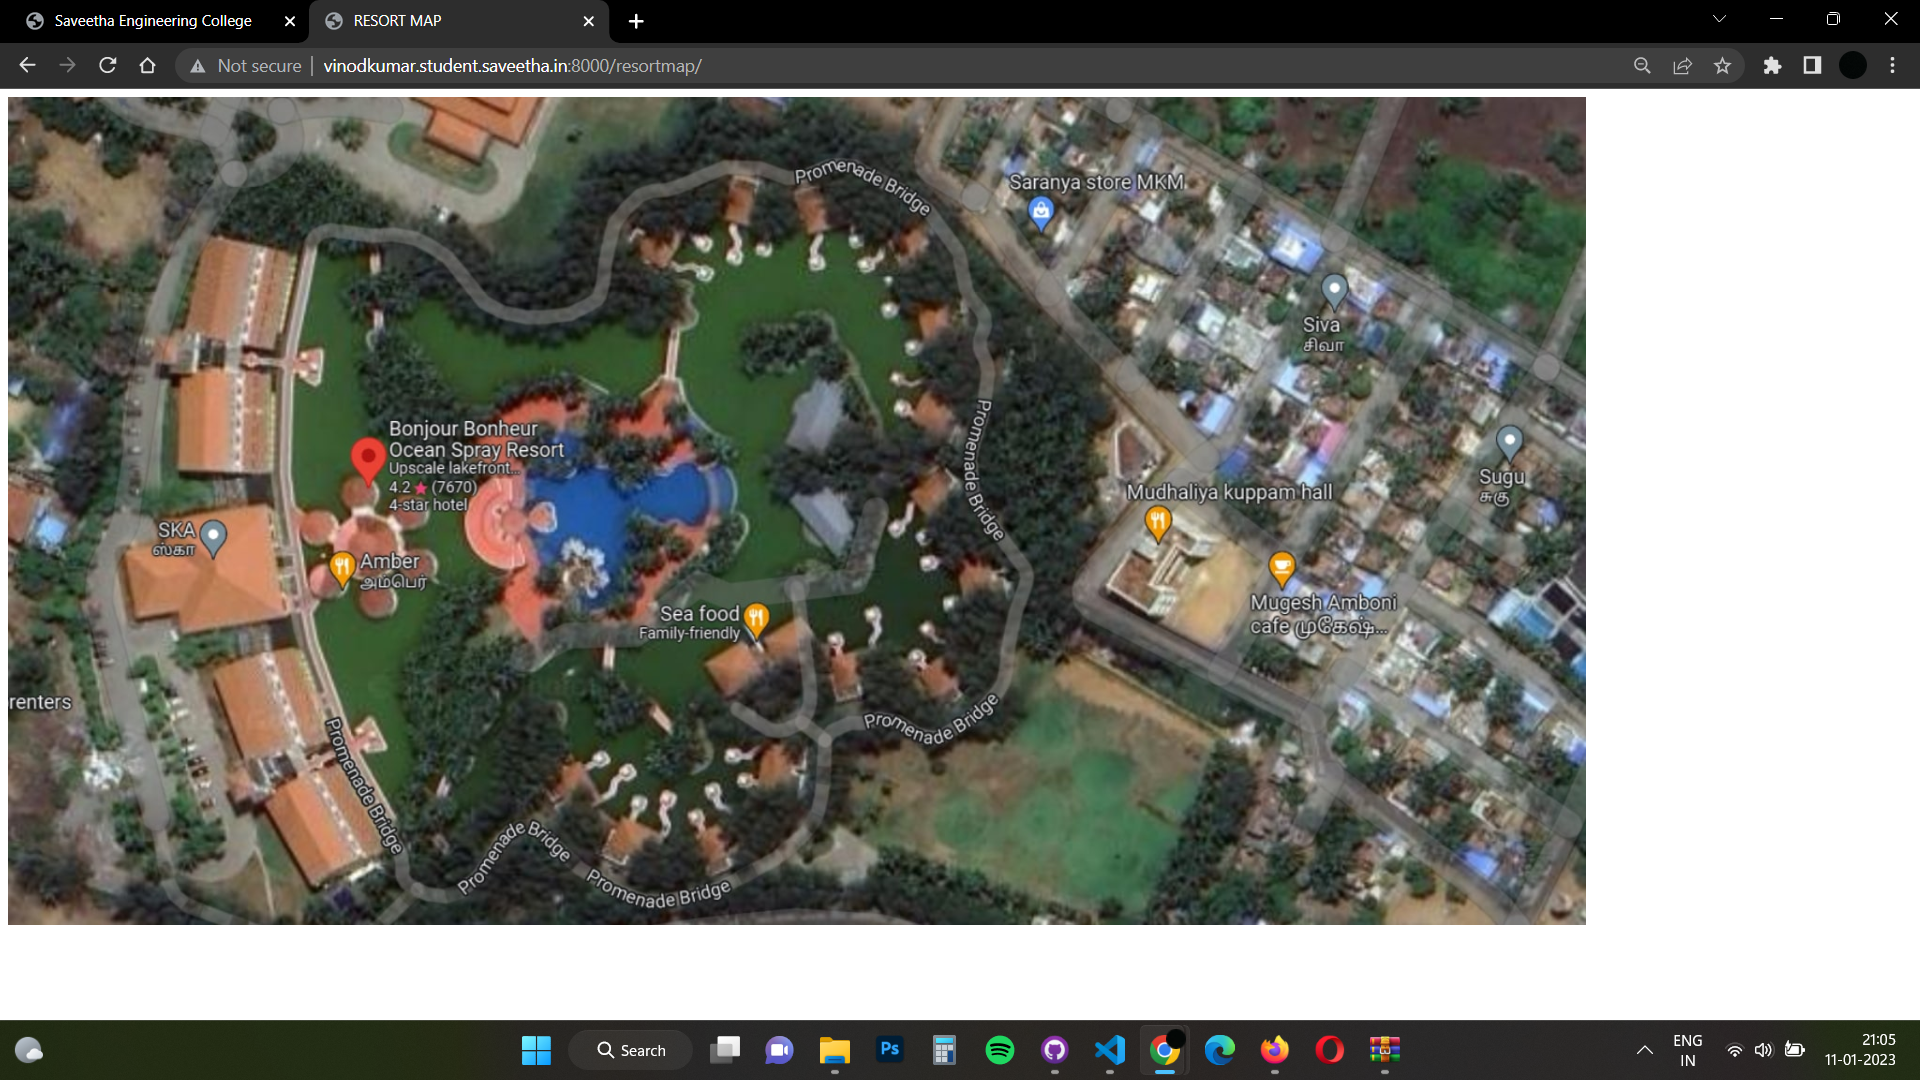 Saveetha Engineering College
RESORT MAP
Not secure
vinodkumar.student.saveetha.in:8000/resortmap/
Promenade Bridge
Saranya store MKM
Siva
சிவா
Promenade Bridge
Bonjour Bonheur
Ocean Spray Resort
Upscale lakefront...
4.2 ★ (7670)
4-star hotel
Sugu
சுகு
Mudhaliya kuppam hall
SKA
ஸ்கா
Amber
அம்பெர்
Mugesh Amboni
cafe முகேஷ்...
Sea food
Family-friendly
renters
Promenade Bridge
Promenade Bridge
Promenade Bridge
Promenade Bridge
Search
Ps
ENG
IN
21:05
11-01-2023